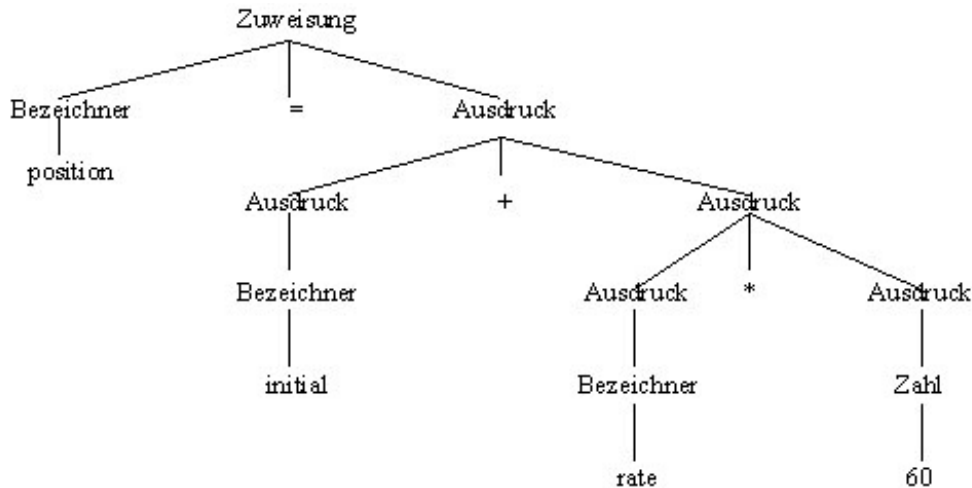 Zuweisung
Bezeichner = Ausdruck
position
Ausdruck + Ausdruck
Bezeichner Ausdruck * Ausdruck
initial Bezeichner Zahl
rate 60